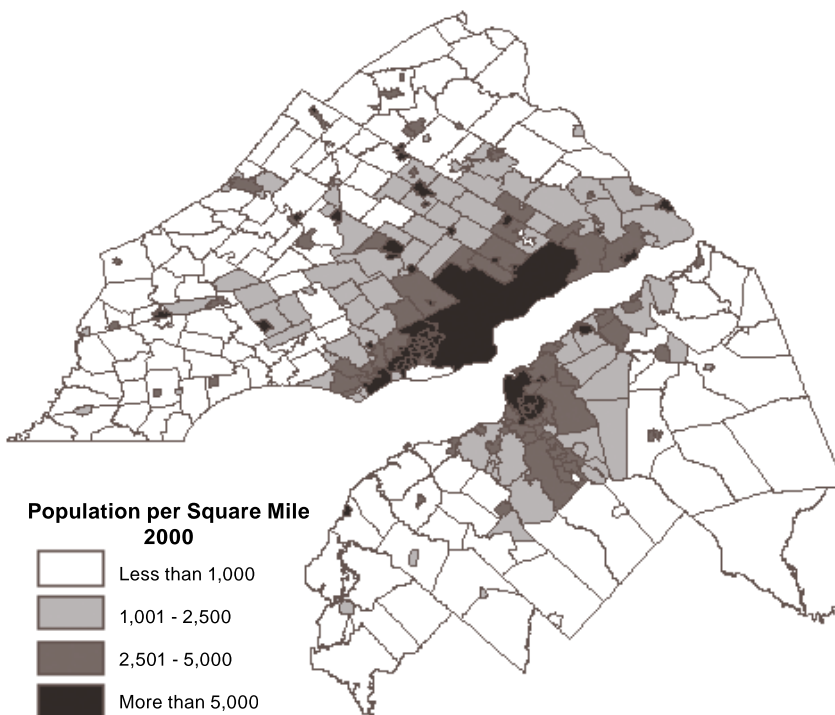 Population per Square Mile
2000
Less than 1,000
1,001 - 2,500
2,501 - 5,000
More than 5,000